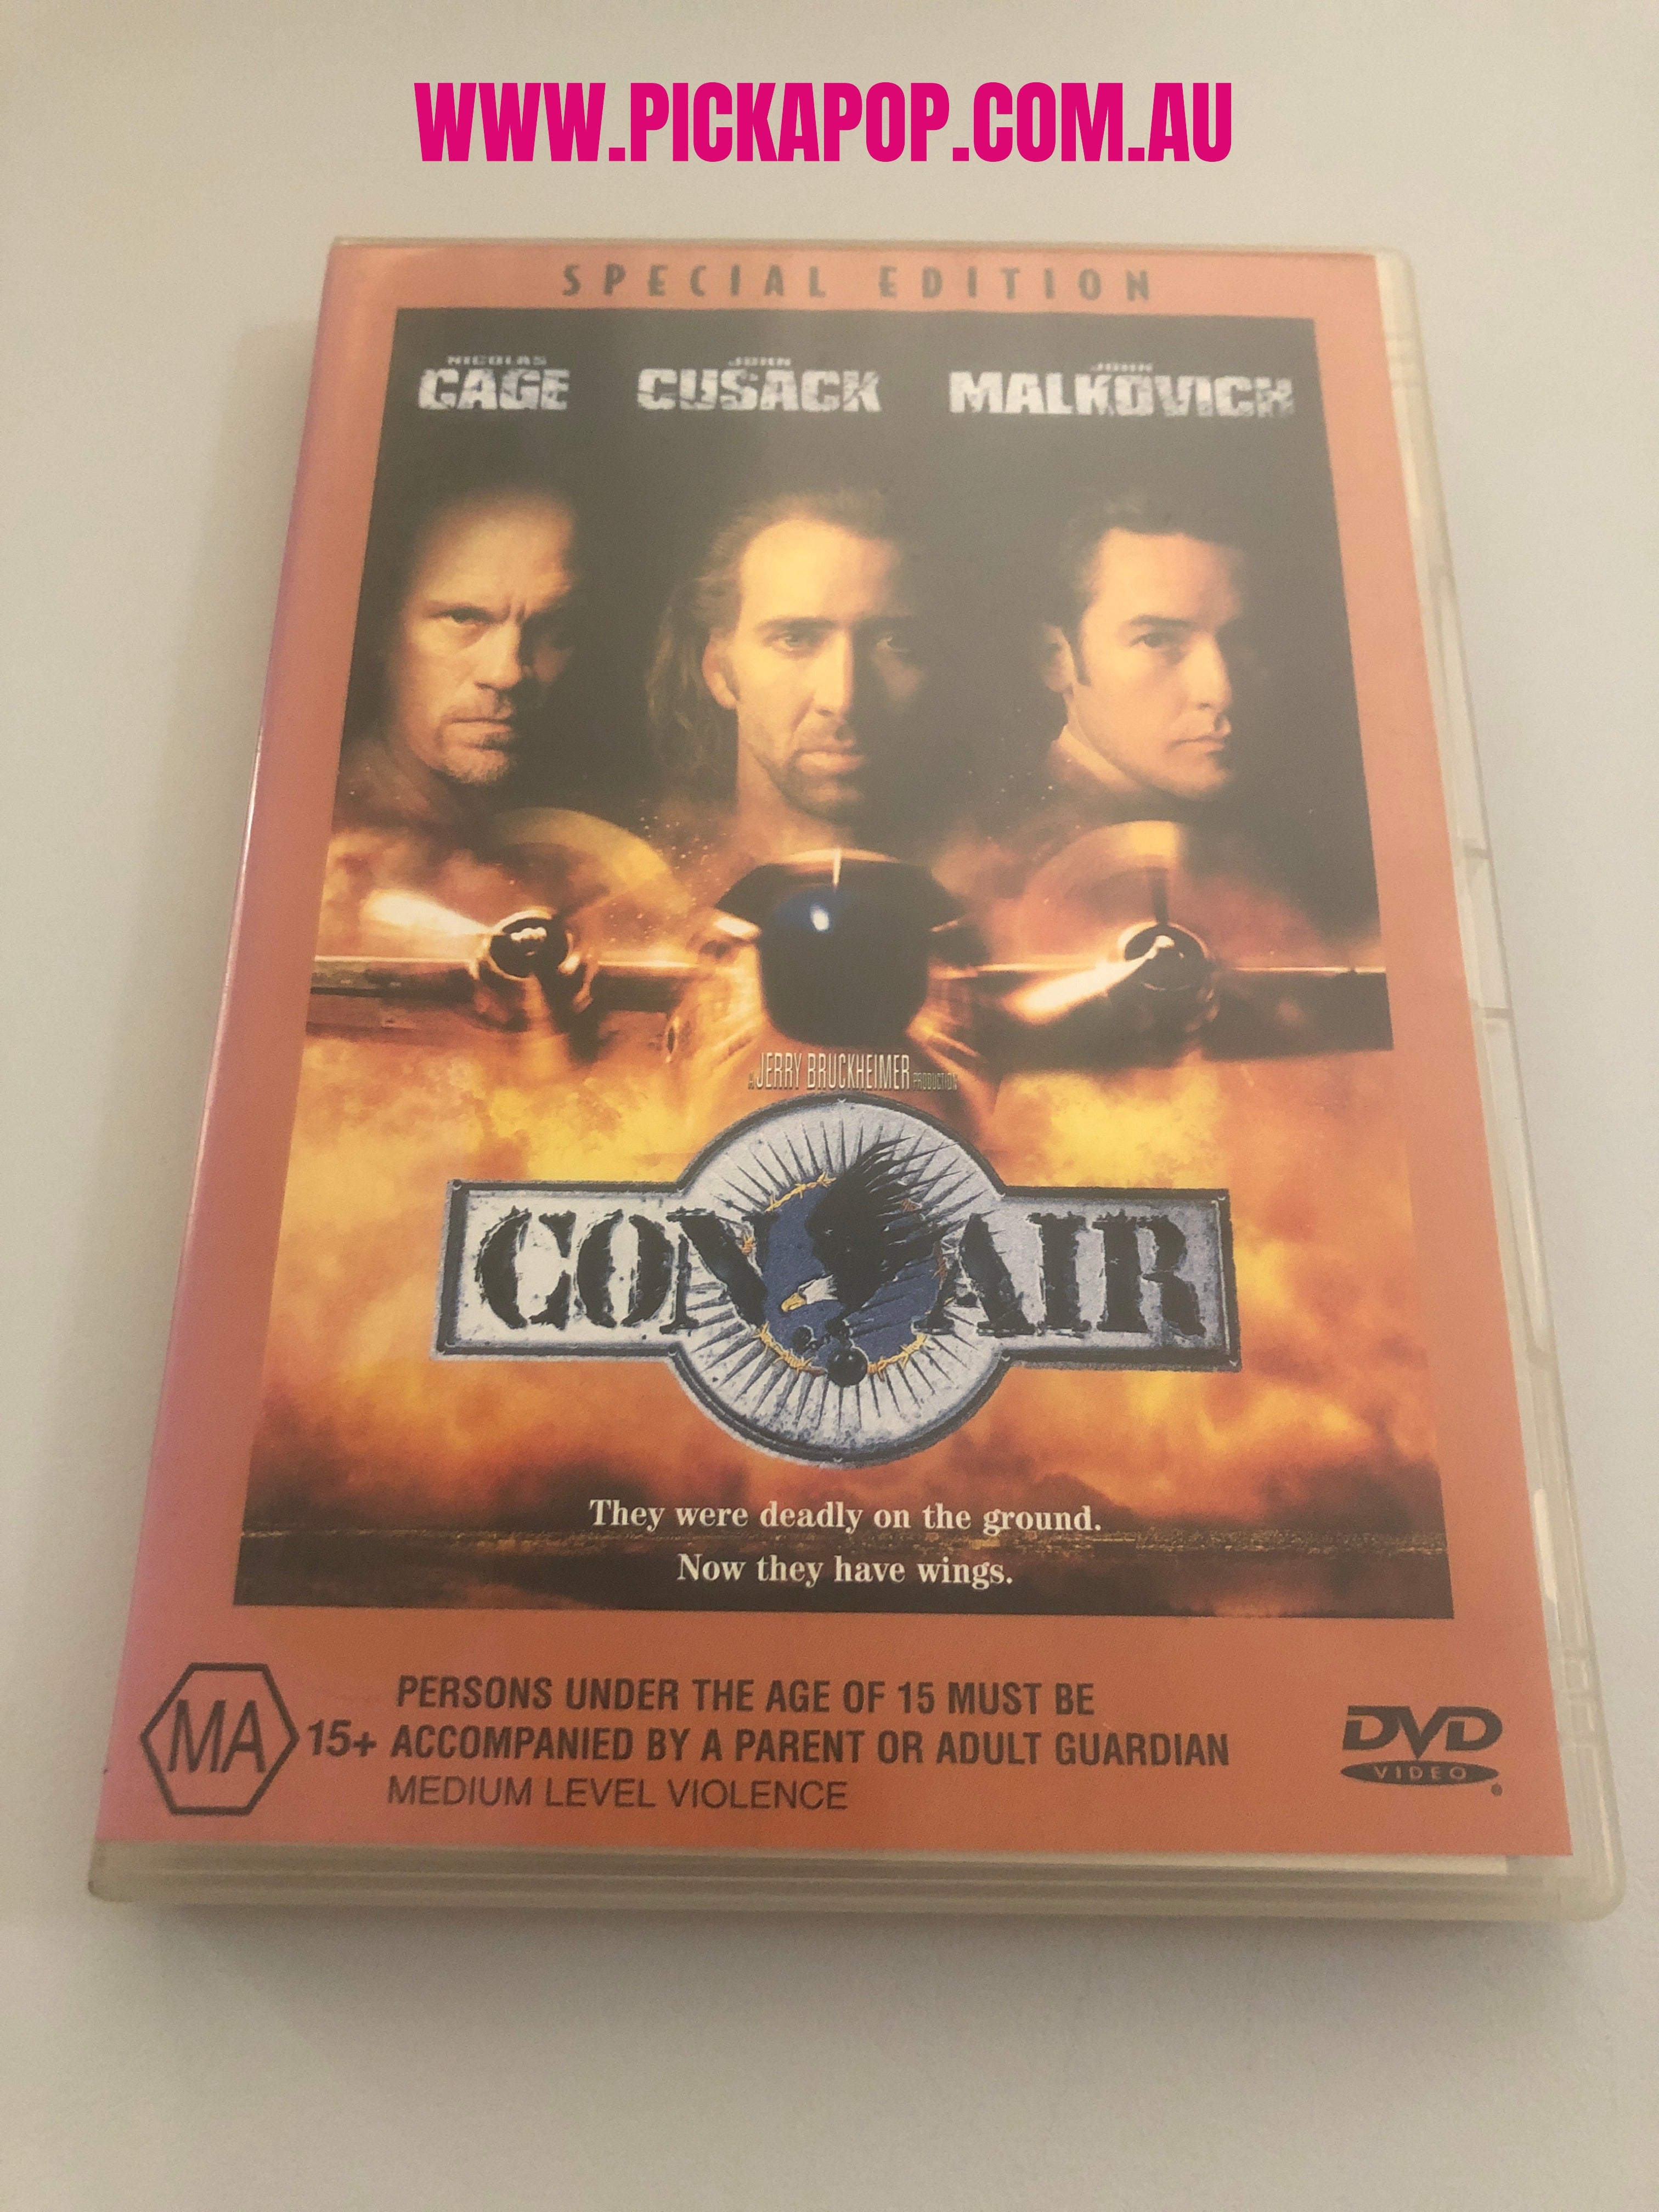 WWW.PICKAPOP.COM.AU
SPECIAL EDITION
NICOLAS CAGE JOHN CUSACK JOHN MALKOVICH
A JERRY BRUCKHEIMER PRODUCTION
CON AIR
They were deadly on the ground.
Now they have wings.
MA 15+
PERSONS UNDER THE AGE OF 15 MUST BE
ACCOMPANIED BY A PARENT OR ADULT GUARDIAN
MEDIUM LEVEL VIOLENCE
DVD
VIDEO